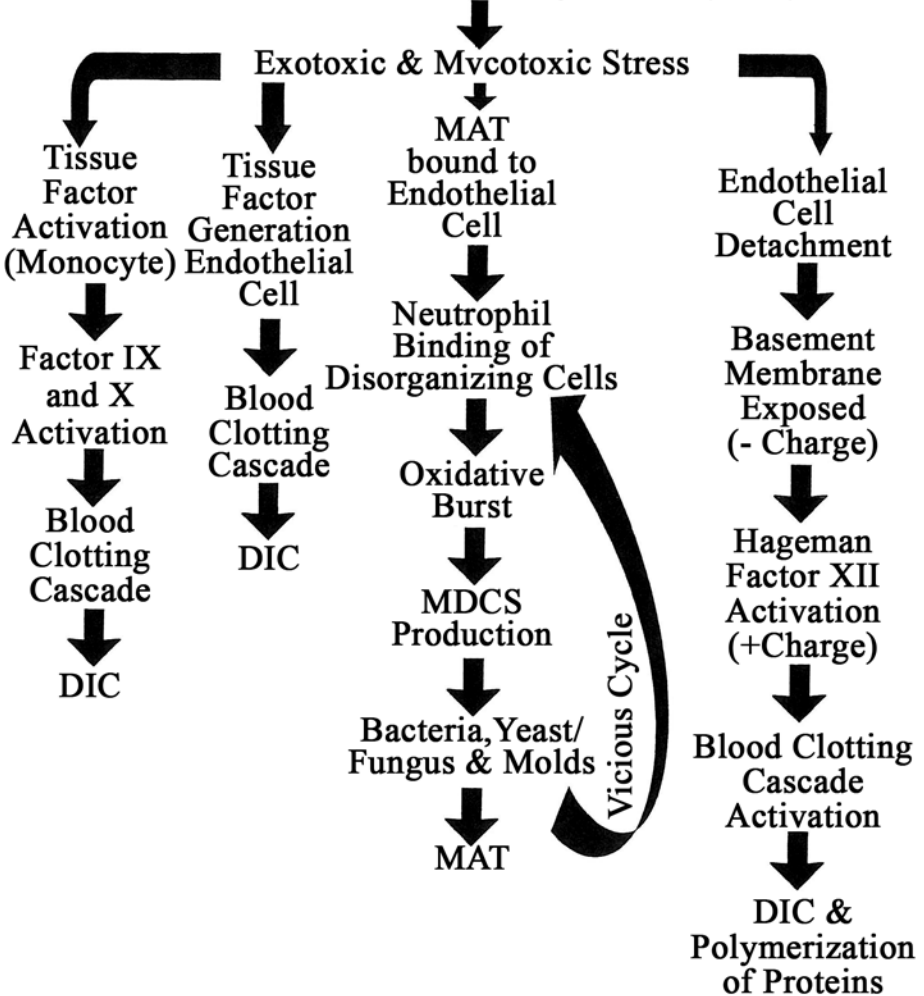 Exotoxic & Mvcotoxic Stress
Tissue
Factor
Activation
(Monocyte)
Factor IX
and X
Activation
Blood
Clotting
Cascade
DIC
Tissue
Factor
Generation
Endothelial
Cell
Blood
Clotting
Cascade
DIC
MAT
bound to
Endothelial
Cell
Neutrophil
Binding of
Disorganizing Cells
Oxidative
Burst
MDCS
Production
Bacteria,Yeast/
Fungus & Molds
MAT
Vicious Cycle
Endothelial
Cell
Detachment
Basement
Membrane
Exposed
(- Charge)
Hageman
Factor XII
Activation
(+Charge)
Blood Clotting
Cascade
Activation
DIC &
Polymerization
of Proteins